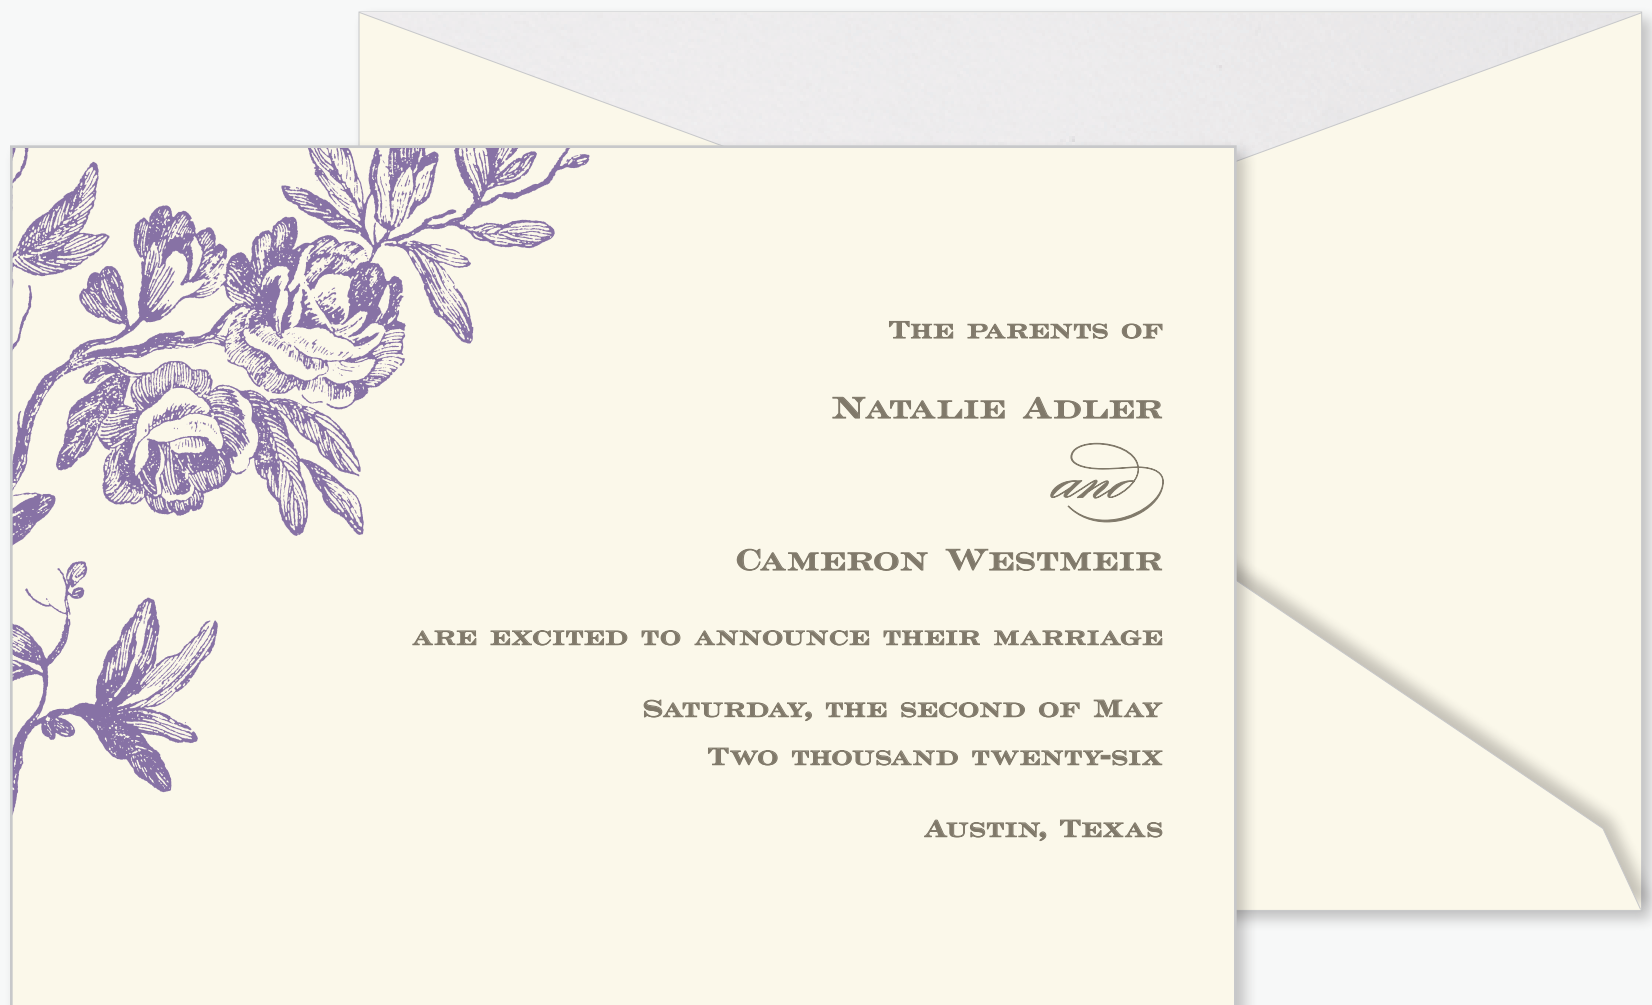 The parents of
Natalie Adler
and
Cameron Westmeir
are excited to announce their marriage
Saturday, the second of May
Two thousand twenty-six
Austin, Texas